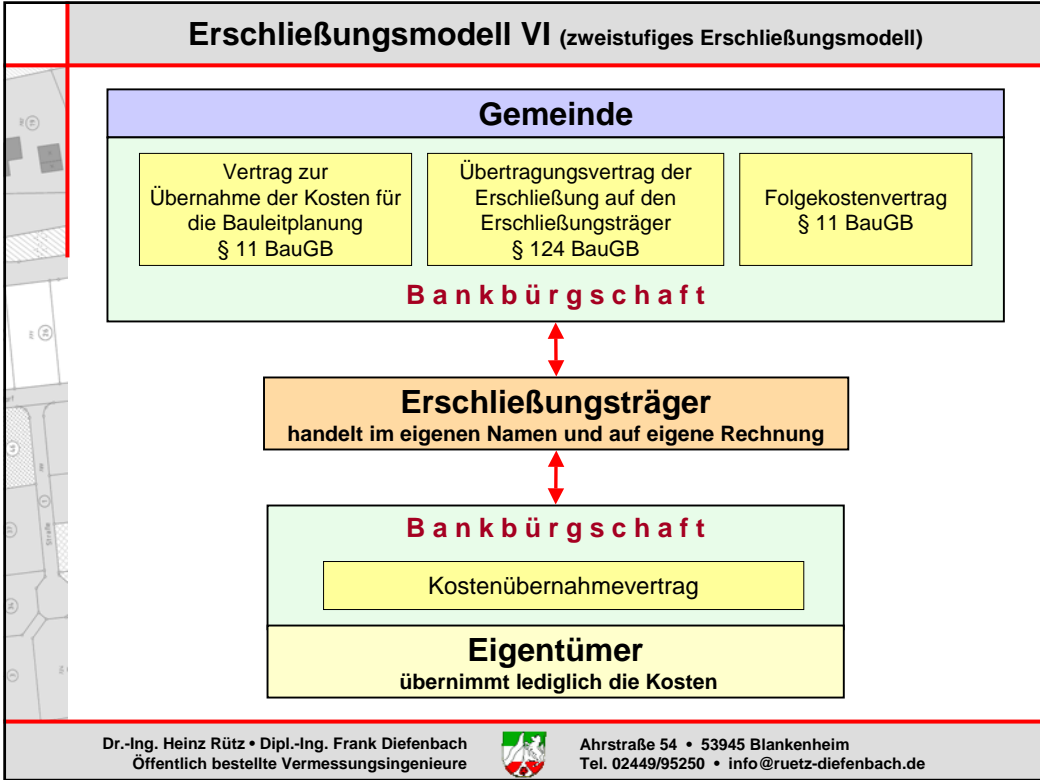 Erschließungsmodell VI (zweistufiges Erschließungsmodell)
Gemeinde
Vertrag zur
Übernahme der Kosten für
die Bauleitplanung
§ 11 BauGB
Übertragungsvertrag der
Erschließung auf den
Erschließungsträger
§ 124 BauGB
Folgekostenvertrag
§ 11 BauGB
Bankbürgschaft
Erschließungsträger
handelt im eigenen Namen und auf eigene Rechnung
Bankbürgschaft
Kostenübernahmevertrag
Eigentümer
übernimmt lediglich die Kosten
Straße
Dr.-Ing. Heinz Rütz • Dipl.-Ing. Frank Diefenbach
Öffentlich bestellte Vermessungsingenieure
Ahrstraße 54 • 53945 Blankenheim
Tel. 02449/95250 • info@ruetz-diefenbach.de